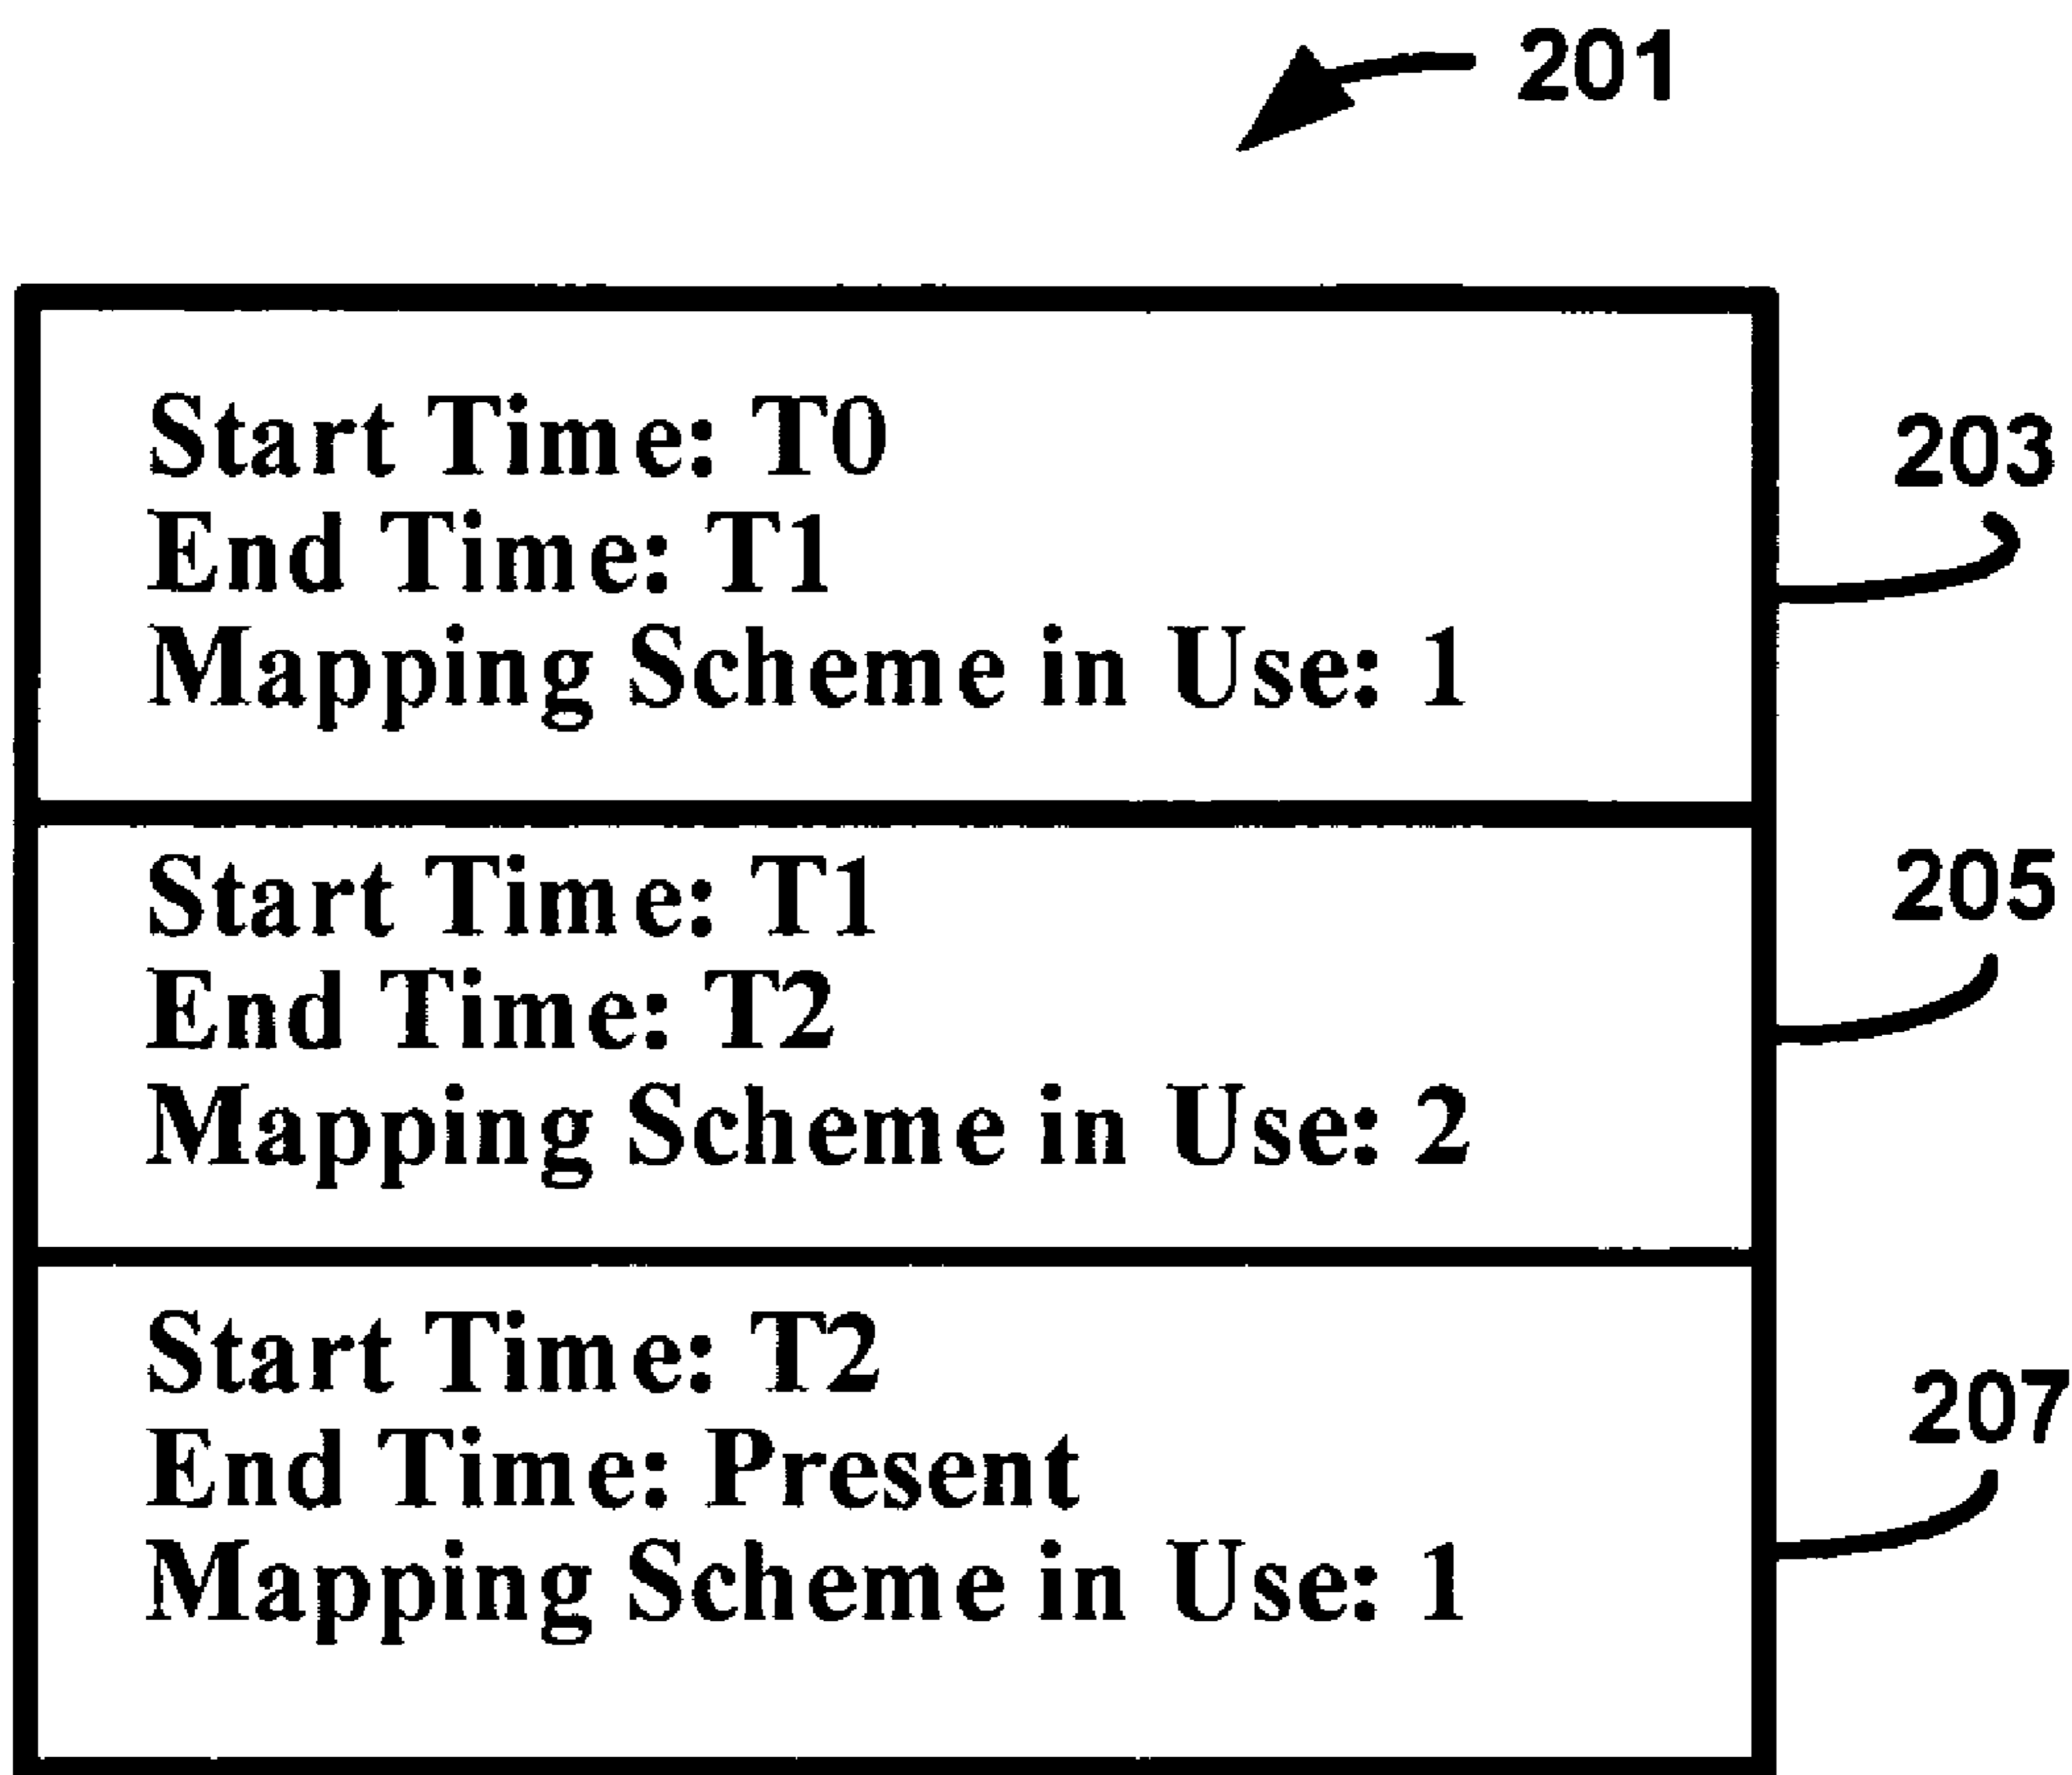 201
Start Time: T0
End Time: T1
Mapping Scheme in Use: 1
203
Start Time: T1
End Time: T2
Mapping Scheme in Use: 2
205
Start Time: T2
End Time: Present
Mapping Scheme in Use: 1
207